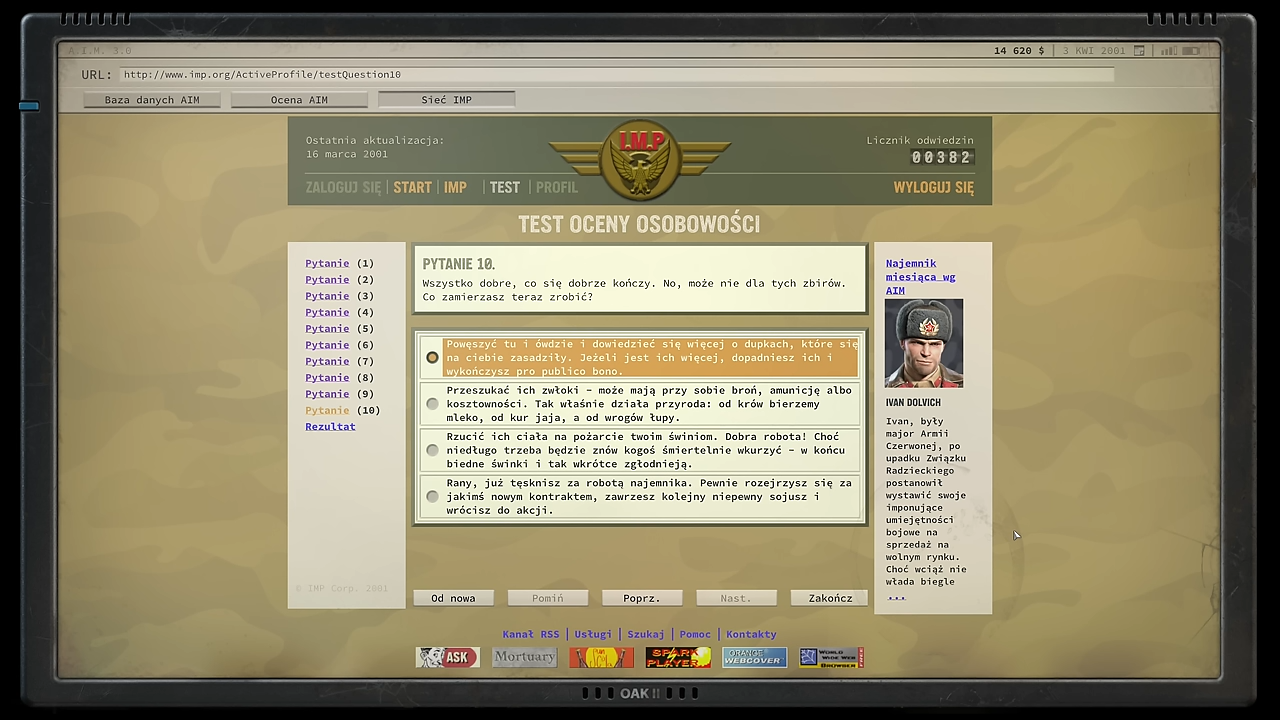 A.I.M. 3.0
14 620 $ | 3 KWI 2001
URL: http://www.imp.org/ActiveProfile/testQuestion10
Baza danych AIM
Ocena AIM
Sieć IMP
Ostatnia aktualizacja:
16 marca 2001
I.M.P
Licznik odwiedzin
00382
ZALOGUJ SIĘ | START | IMP | TEST | PROFIL
WYLOGUJ SIĘ
TEST OCENY OSOBOWOŚCI
Pytanie (1)
Pytanie (2)
Pytanie (3)
Pytanie (4)
Pytanie (5)
Pytanie (6)
Pytanie (7)
Pytanie (8)
Pytanie (9)
Pytanie (10)
Rezultat
© IMP Corp. 2001
PYTANIE 10.
Wszystko dobre, co się dobrze kończy. No, może nie dla tych zbirów.
Co zamierzasz teraz zrobić?
Powęszyć tu i ówdzie i dowiedzieć się więcej o dupkach, które się
na ciebie zasadziły. Jeżeli jest ich więcej, dopadniesz ich i
wykończysz pro publico bono.
Przeszukać ich zwłoki - może mają przy sobie broń, amunicję albo
kosztowności. Tak właśnie działa przyroda: od krów bierzemy
mleko, od kur jaja, a od wrogów łupy.
Rzucić ich ciała na pożarcie twoim świniom. Dobra robota! Choć
niedługo trzeba będzie znów kogoś śmiertelnie wkurzyć - w końcu
biedne świnki i tak wkrótce zgłodnieją.
Rany, już tęsknisz za robotą najemnika. Pewnie rozejrzysz się za
jakimś nowym kontraktem, zawrzesz kolejny niepewny sojusz i
wrócisz do akcji.
Od nowa
Pomiń
Poprz.
Nast.
Zakończ
Najemnik
miesiąca wg
AIM
IVAN DOLVICH
Ivan, były
major Armii
Czerwonej, po
upadku Związku
Radzieckiego
postanowił
wystawić swoje
imponujące
umiejętności
bojowe na
sprzedaż na
wolnym rynku.
Choć wciąż nie
włada biegle
...
Kanał RSS | Usługi | Szukaj | Pomoc | Kontakty
ASK
Mortuary
SPARK
PLAYER
ORANGE
WEBCOVER
WORLD
WIDE WEB
BROWSER
FREE
OAK II